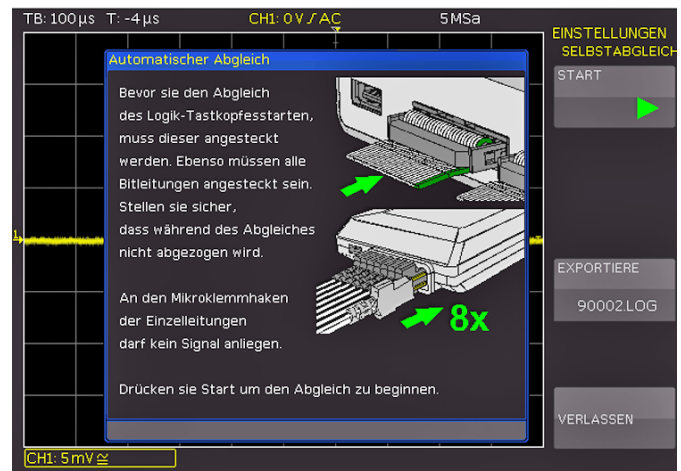 TB: 100µs T: -4µs CH1: 0V ∫ AC 5MSa
EINSTELLUNGEN
SELBSTABGLEICH
START
Automatischer Abgleich
Bevor sie den Abgleich
des Logik-Tastkopfesstarten,
muss dieser angesteckt
werden. Ebenso müssen alle
Bitleitungen angesteckt sein.
Stellen sie sicher,
dass während des Abgleiches
nicht abgezogen wird.
An den Mikroklemmhaken
der Einzelleitungen
darf kein Signal anliegen.
8x
Drücken sie Start um den Abgleich zu beginnen.
1
EXPORTIERE
90002.LOG
VERLASSEN
CH1: 5mV≅